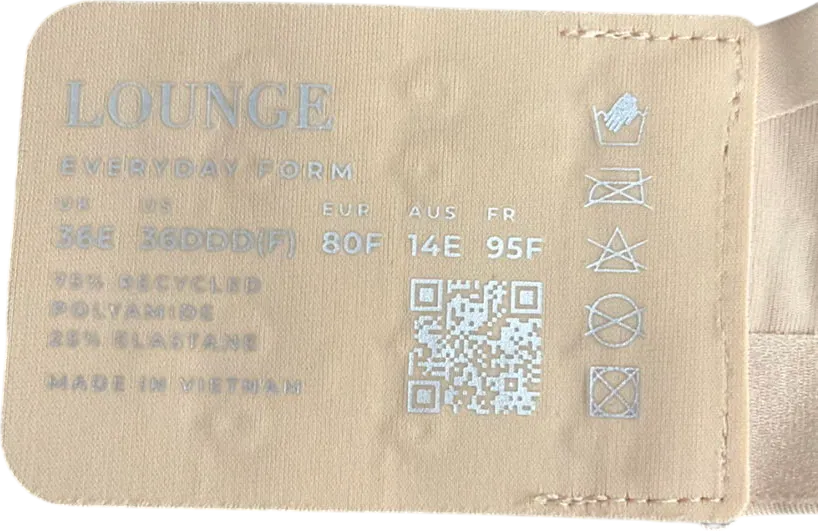 LOUNGE
EVERYDAY FORM
UK US EUR AUS FR
36E 36DDD(F) 80F 14E 95F
75% RECYCLED
POLYAMIDE
25% ELASTANE
MADE IN VIETNAM